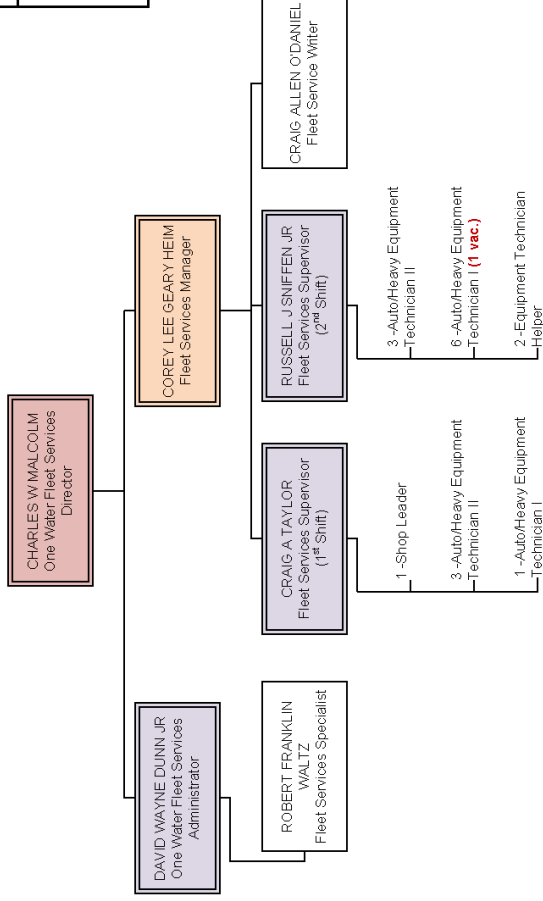 CHARLES W MALCOLM
One Water Fleet Services
Director
DAVID WAYNE DUNN JR
One Water Fleet Services
Administrator
COREY LEE GEARY HEIM
Fleet Services Manager
ROBERT FRANKLIN
WALTZ
Fleet Services Specialist
CRAIG A TAYLOR
Fleet Services Supervisor
(1st Shift)
RUSSELL J SNIFFEN JR
Fleet Services Supervisor
(2nd Shift)
CRAIG ALLEN O'DANIEL
Fleet Service Writer
1 -Shop Leader
3 -Auto/Heavy Equipment
Technician II
1 -Auto/Heavy Equipment
Technician I
3 -Auto/Heavy Equipment
Technician II
6 -Auto/Heavy Equipment
Technician I (1 vac.)
2 -Equipment Technician
Helper